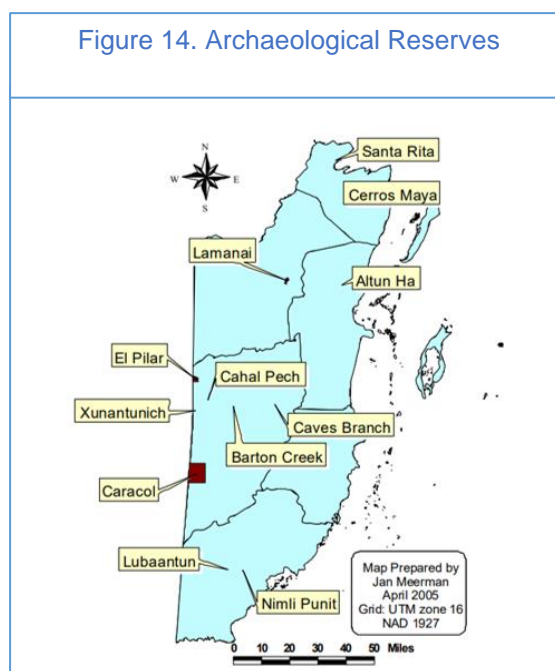 Figure 14. Archaeological Reserves
N
W E
S
Santa Rita
Cerros Maya
Lamanai
Altun Ha
El Pilar
Cahal Pech
Xunantunich
Caves Branch
Barton Creek
Caracol
Lubaantun
Nimli Punit
Map Prepared by
Jan Meerman
April 2005
Grid: UTM zone 16
NAD 1927
0 10 20 30 40 50 Miles